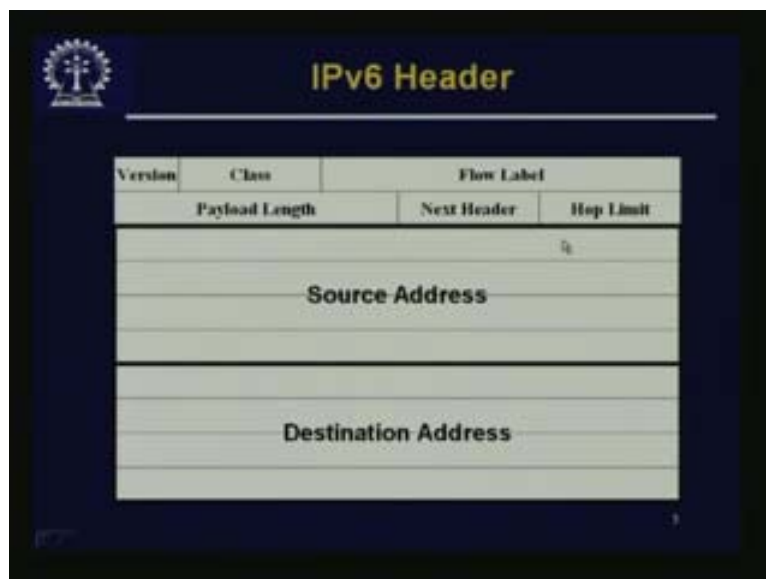 IPv6 Header
Version Class Flow Label
Payload Length Next Header Hop Limit
Source Address
Destination Address